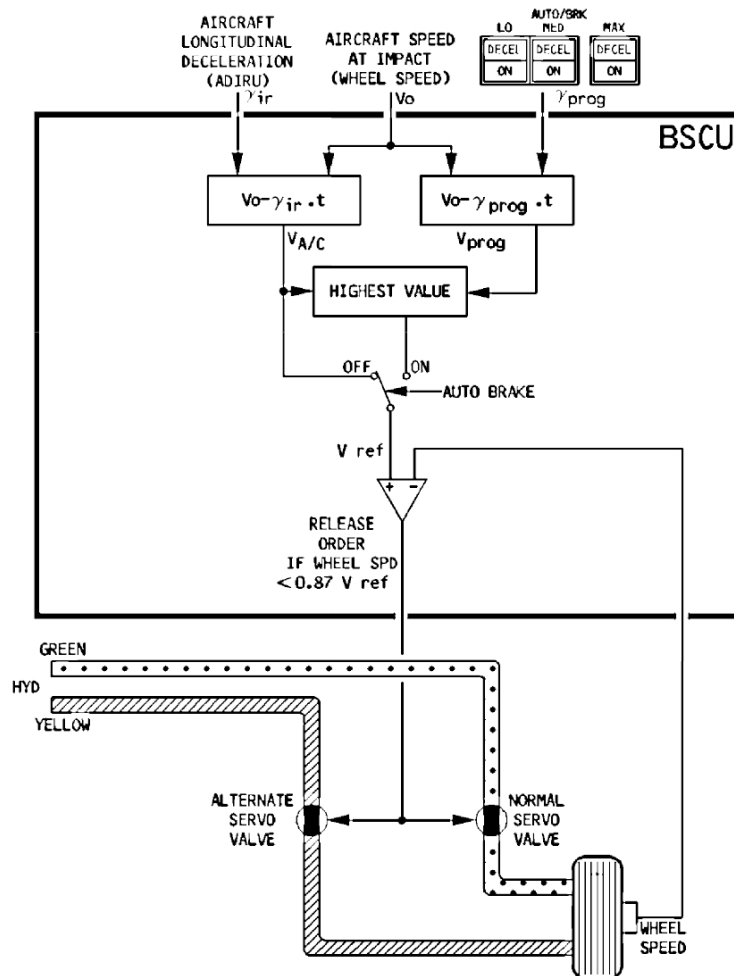 AIRCRAFT
LONGITUDINAL
DECELERATION
(ADIRU)
γir
AIRCRAFT SPEED
AT IMPACT
(WHEEL SPEED)
Vo
AUTO/BRK
LO MED MAX
DECEL DECEL DECEL
ON ON ON
γprog
BSCU
Vo-γir.t
Vo-γprog.t
VA/C
Vprog
HIGHEST VALUE
OFF ON
AUTO BRAKE
V ref
+ -
RELEASE
ORDER
IF WHEEL SPD
<0.87 V ref
GREEN
HYD
YELLOW
ALTERNATE
SERVO
VALVE
NORMAL
SERVO
VALVE
WHEEL
SPEED